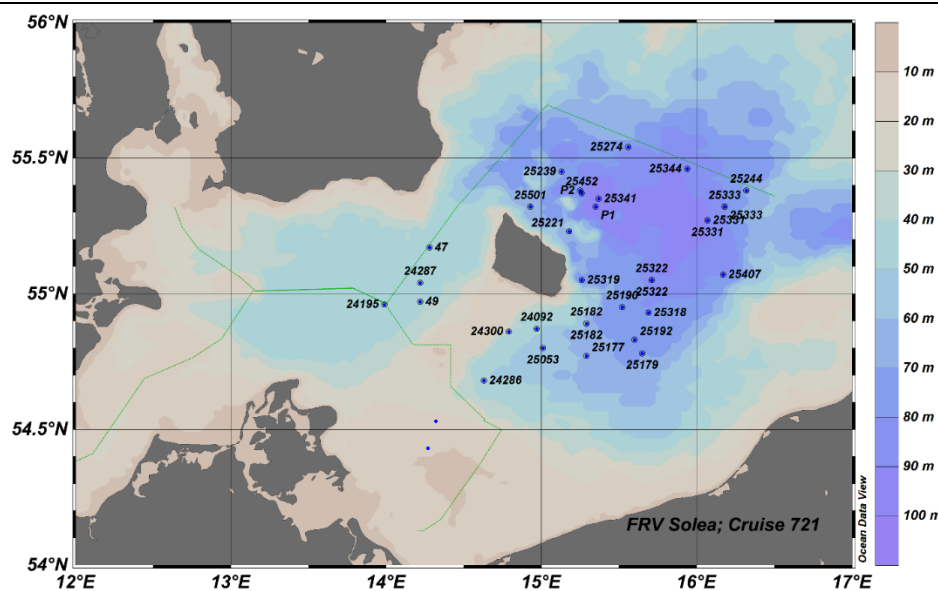 56°N
10 m
20 m
25274
55.5°N
25344
30 m
25239
25452
25244
P2
25341
25333
25501
P1
25333
40 m
25221
25331
25331
47
24287
25322
50 m
25319
25407
55°N
24195
49
25190
25322
24092
25182
25318
60 m
24300
25182
25192
25053
25177
25179
70 m
24286
80 m
54.5°N
90 m
FRV Solea; Cruise 721
100 m
Ocean Data View
54°N
12°E
13°E
14°E
15°E
16°E
17°E